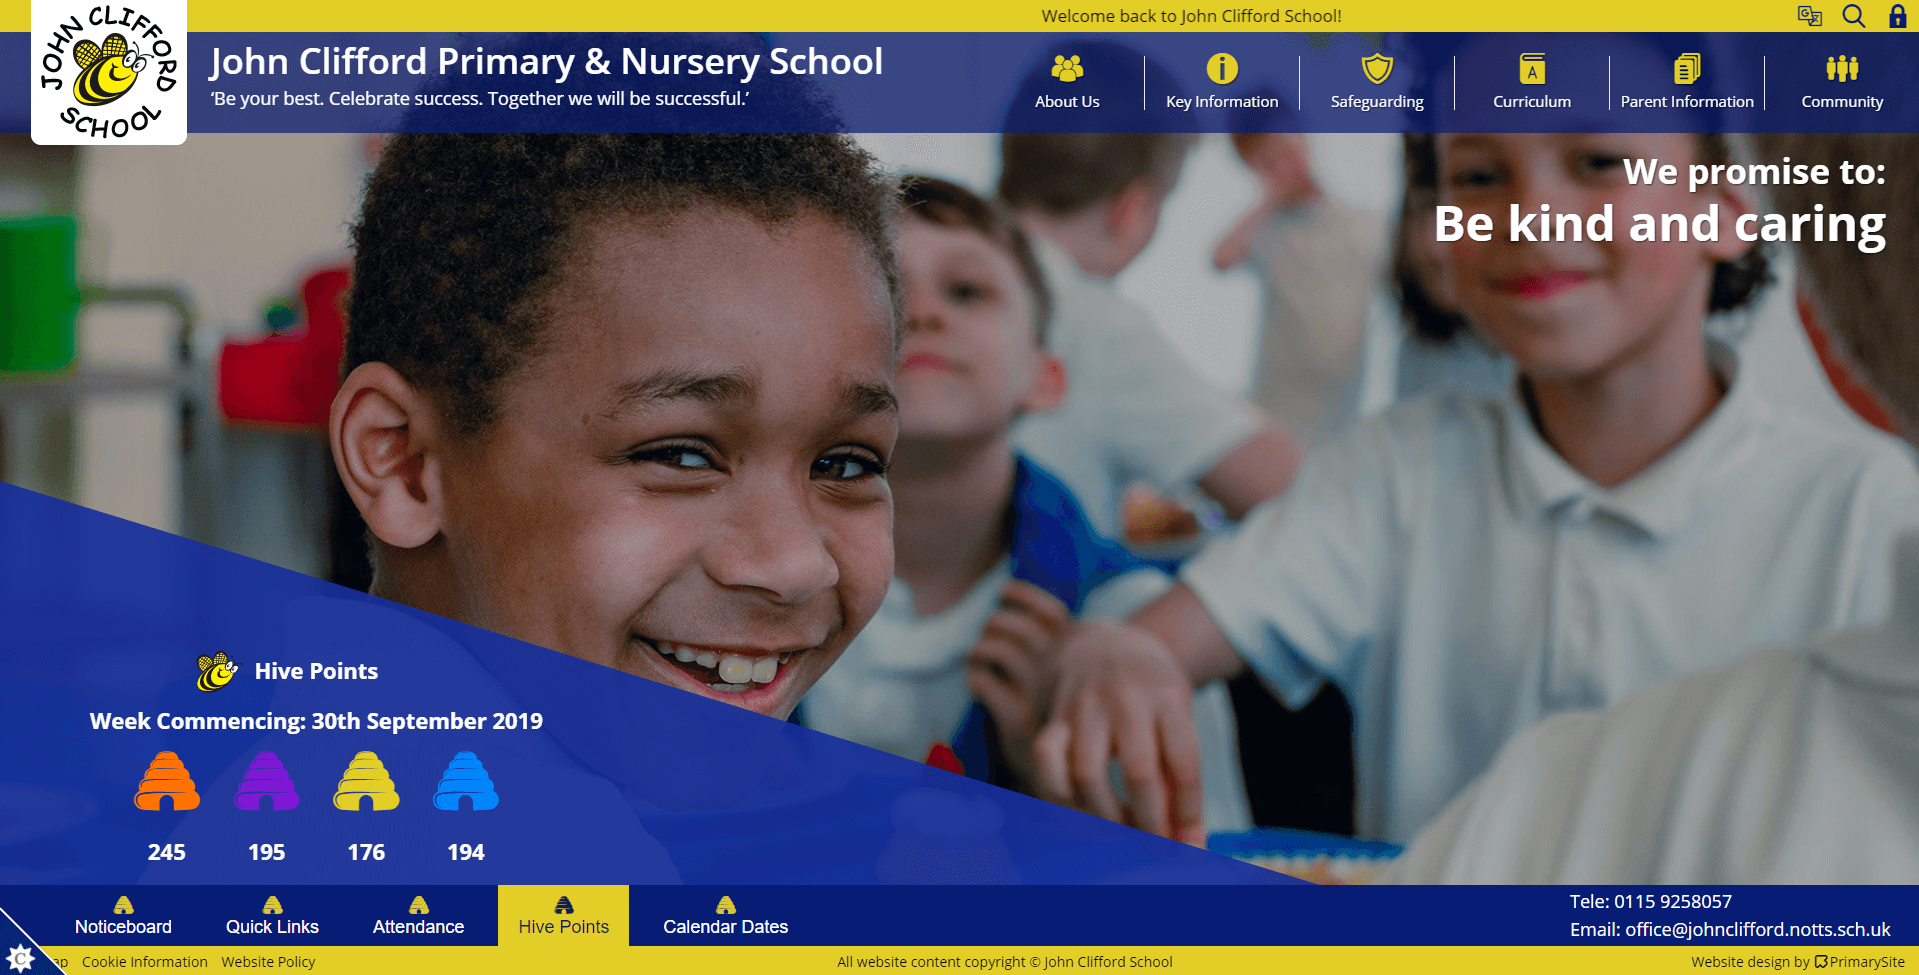 Welcome back to John Clifford School!
JOHN CLIFFORD SCHOOL
John Clifford Primary & Nursery School
‘Be your best. Celebrate success. Together we will be successful.’
About Us
Key Information
Safeguarding
Curriculum
A
Parent Information
Community
We promise to:
Be kind and caring
Hive Points
Week Commencing: 30th September 2019
245 195 176 194
Noticeboard
Quick Links
Attendance
Hive Points
Calendar Dates
Tele: 0115 9258057
Email: office@johnclifford.notts.sch.uk
C
Cookie Information
Website Policy
All website content copyright © John Clifford School
Website design by PrimarySite